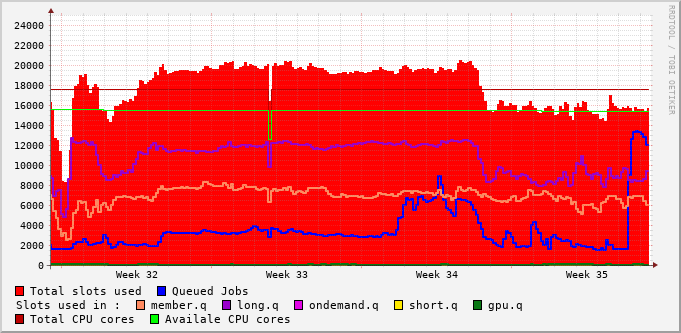 24000
22000
20000
18000
16000
14000
12000
10000
8000
6000
4000
2000
0
Week 32 Week 33 Week 34 Week 35
RRDTOOL / TOBI OETIKER
Total slots used Queued Jobs
Slots used in : member.q long.q ondemand.q short.q gpu.q
Total CPU cores Availale CPU cores